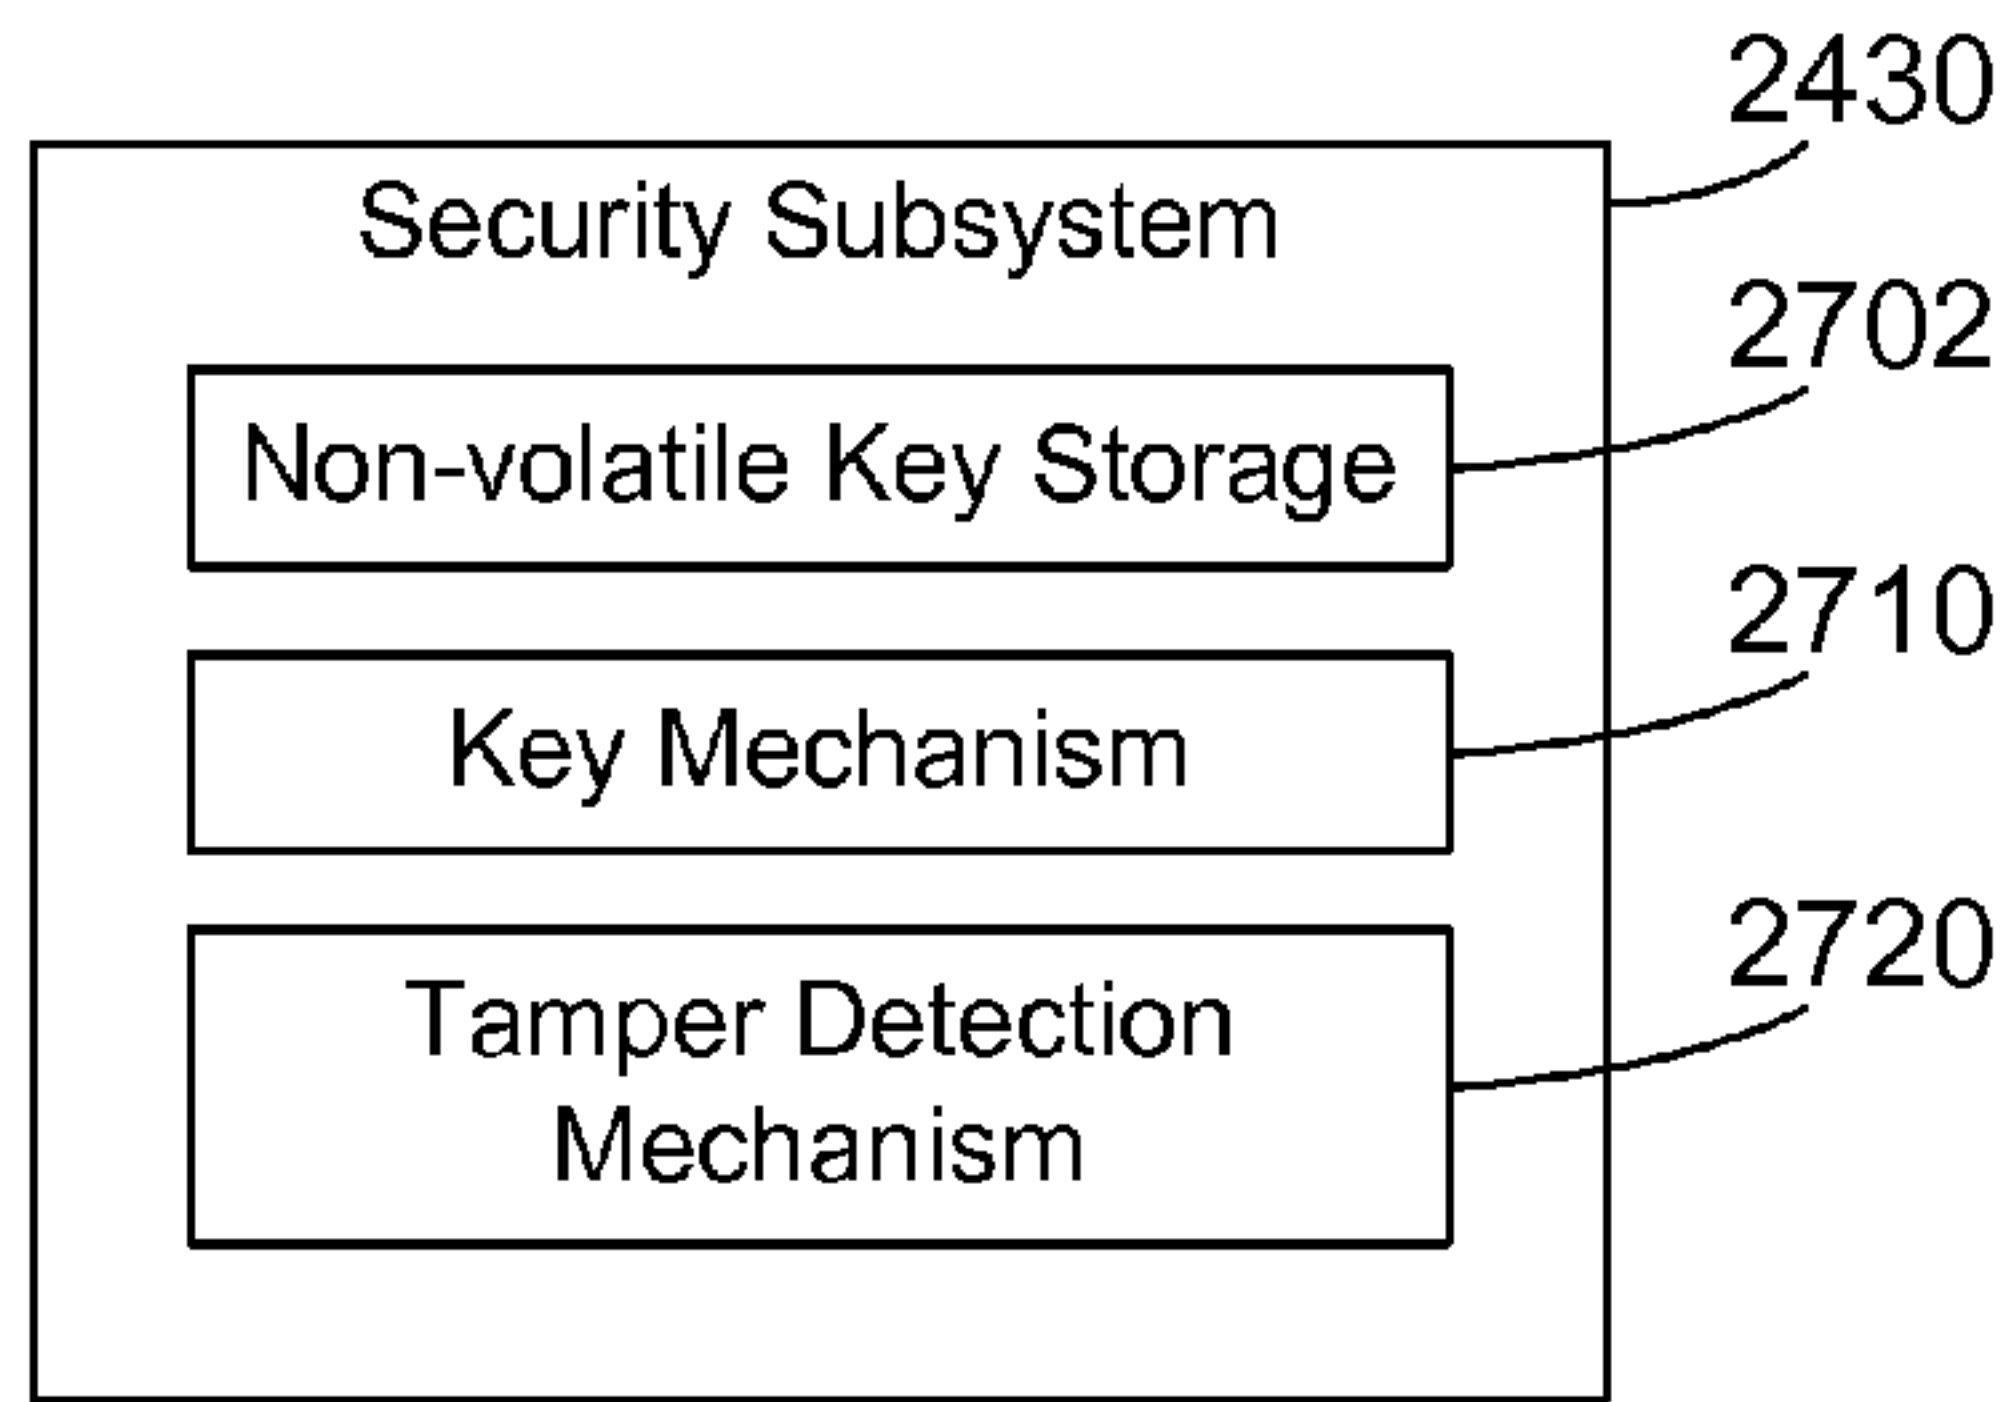 2430
Security Subsystem
2702
Non-volatile Key Storage
2710
Key Mechanism
2720
Tamper Detection
Mechanism